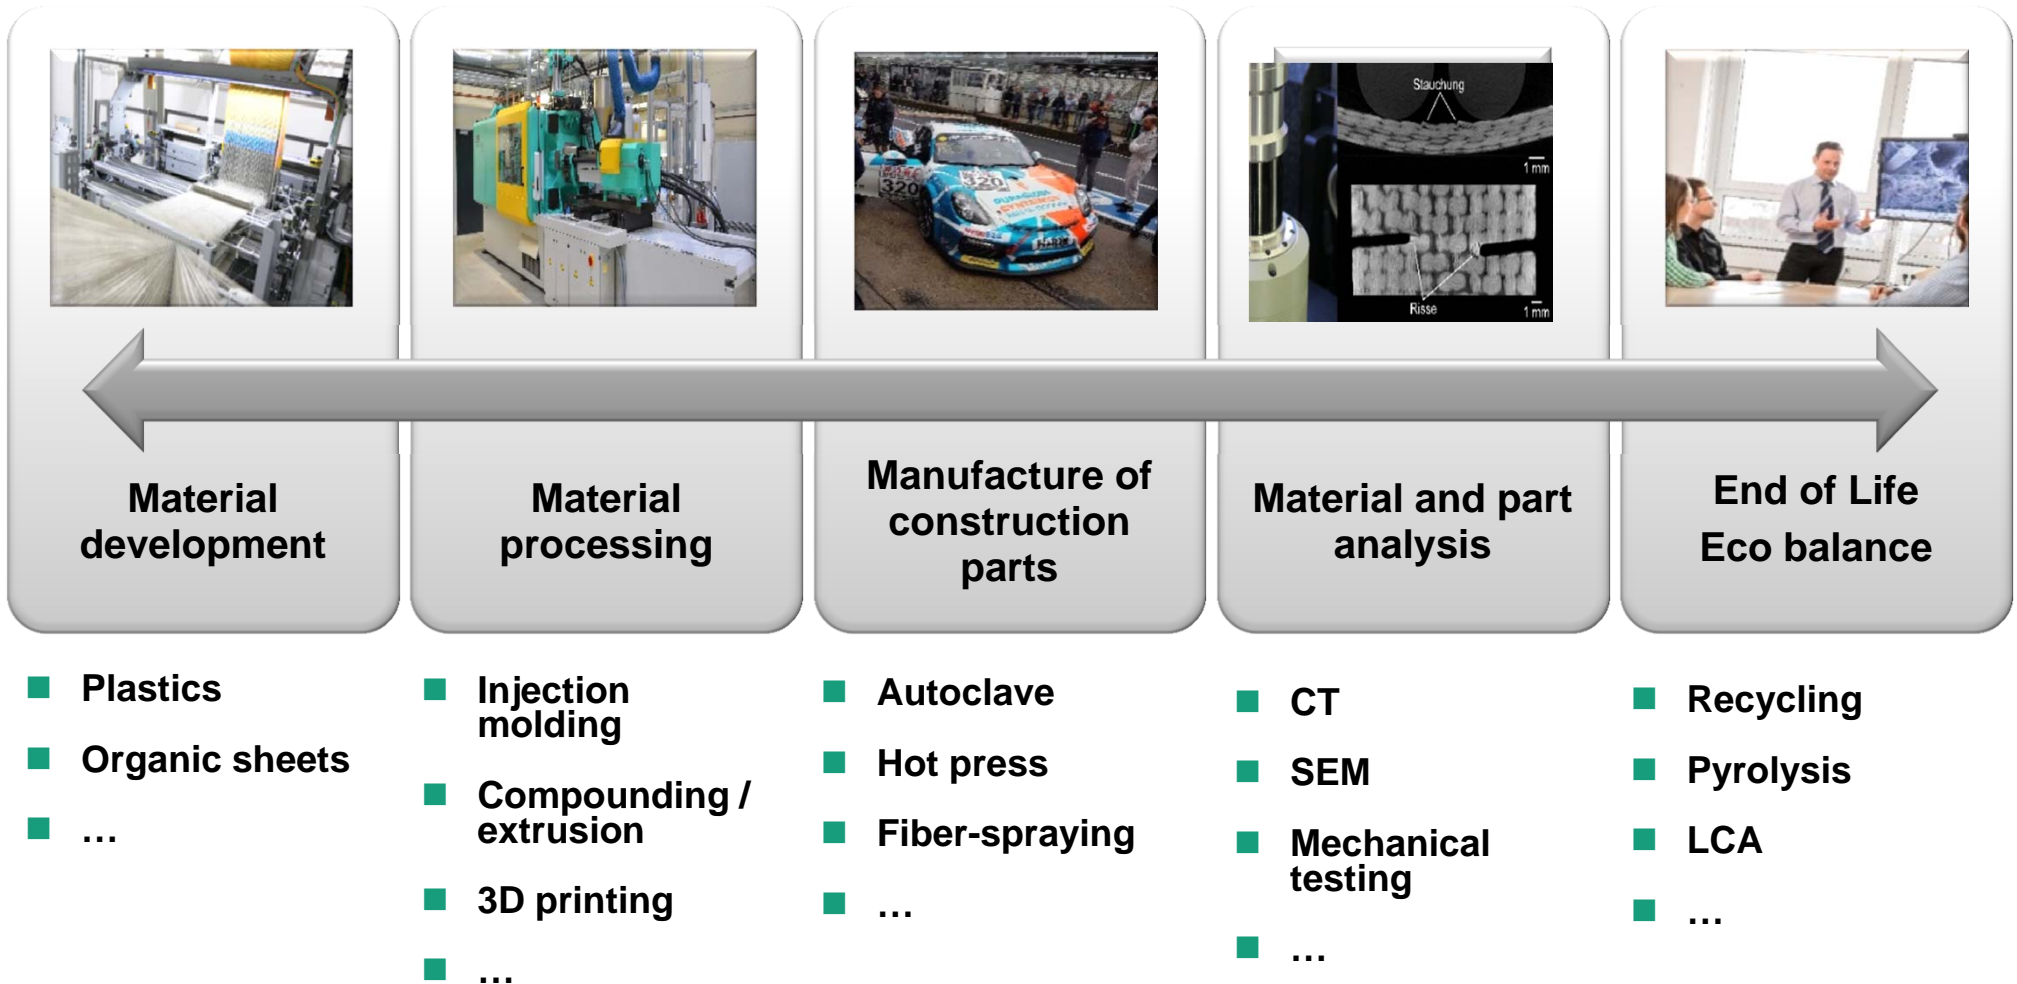 Stauchung
1 mm
Risse
1 mm
320
320
Material
development
Material
processing
Manufacture of
construction
parts
Material and part
analysis
End of Life
Eco balance
Plastics
Organic sheets
…
Injection
molding
Compounding /
extrusion
3D printing
…
Autoclave
Hot press
Fiber-spraying
…
CT
SEM
Mechanical
testing
…
Recycling
Pyrolysis
LCA
…